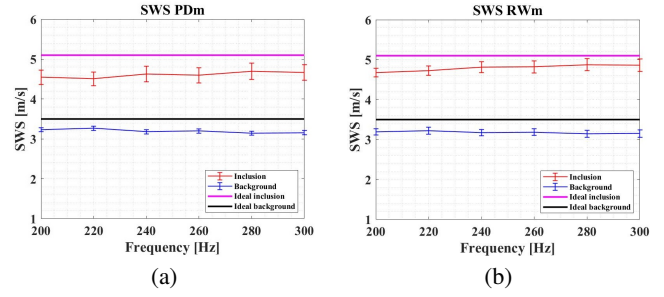 SWS PDm
6
5
4
3
2
1
SWS [m/s]
200 220 240 260 280 300
Frequency [Hz]
Inclusion
Background
Ideal inclusion
Ideal background
(a)
SWS RWm
6
5
4
3
2
1
SWS [m/s]
200 220 240 260 280 300
Frequency [Hz]
Inclusion
Background
Ideal inclusion
Ideal background
(b)